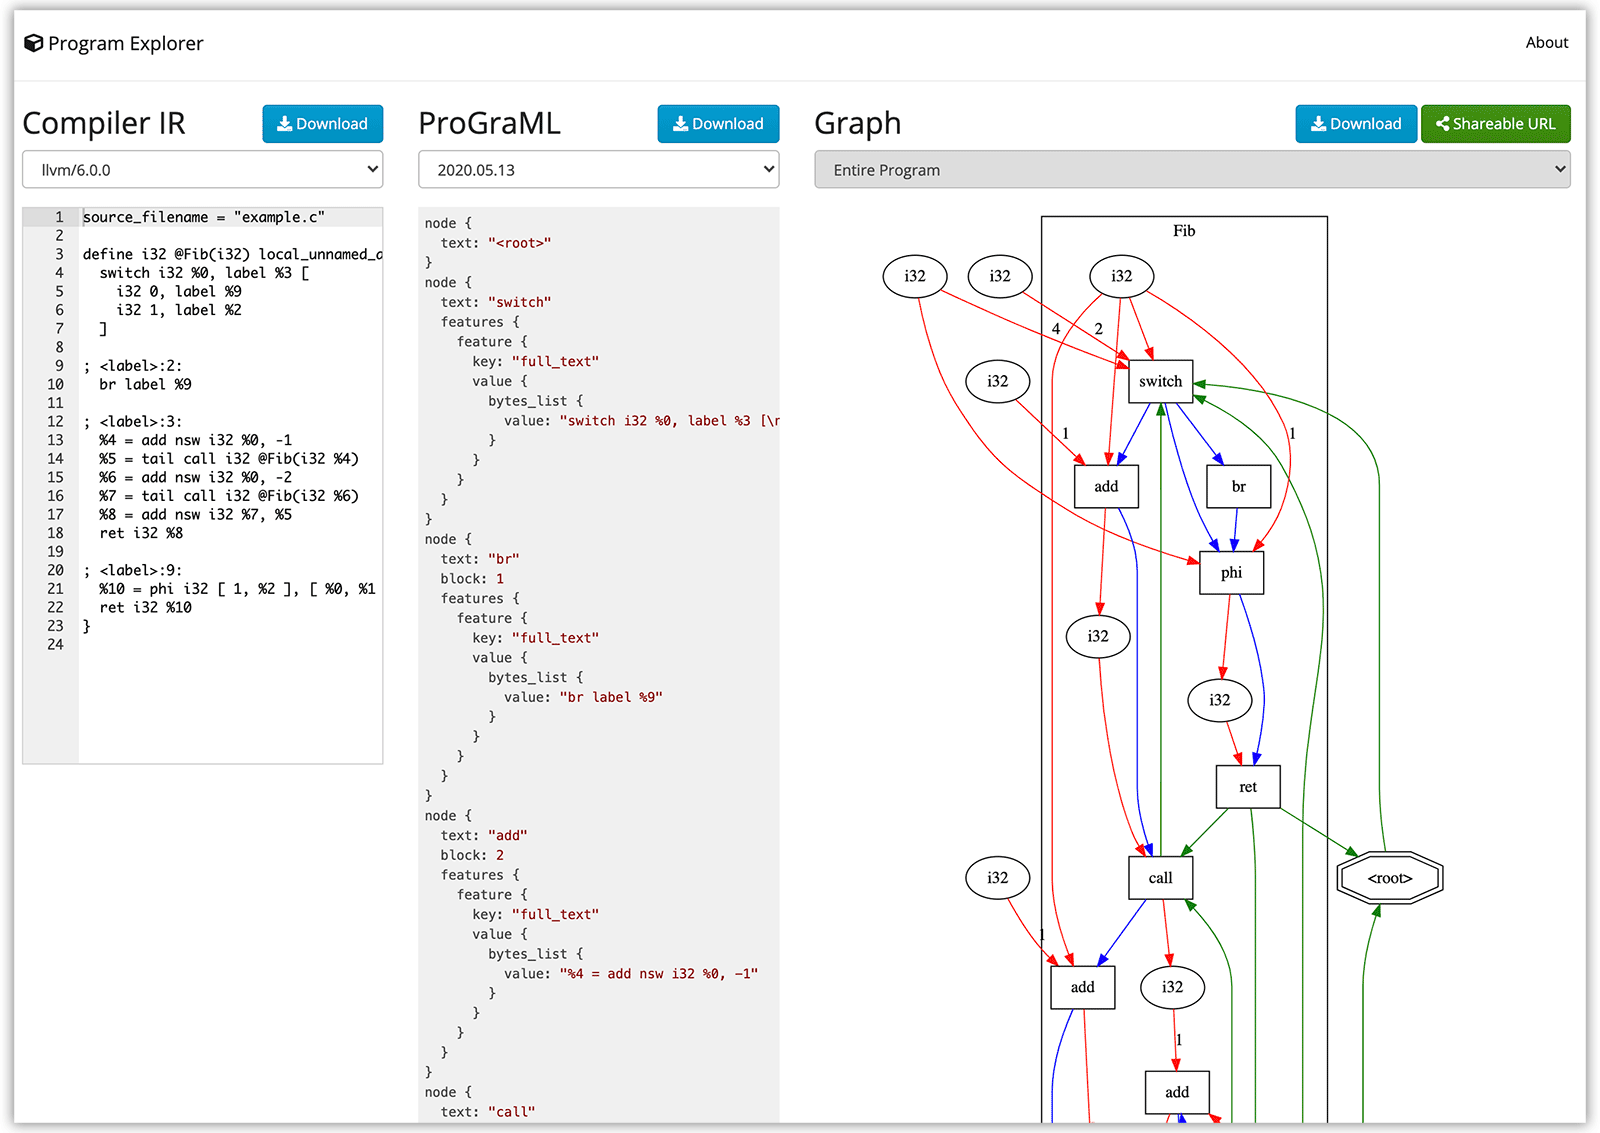 Program Explorer
About
Compiler IR
Download
llvm/6.0.0
1 source_filename = "example.c"
2
3 define i32 @Fib(i32) local_unnamed_a
4 switch i32 %0, label %3 [
5 i32 0, label %9
6 i32 1, label %2
7 ]
8
9 ; <label>:2:
10 br label %9
11
12 ; <label>:3:
13 %4 = add nsw i32 %0, -1
14 %5 = tail call i32 @Fib(i32 %4)
15 %6 = add nsw i32 %0, -2
16 %7 = tail call i32 @Fib(i32 %6)
17 %8 = add nsw i32 %7, %5
18 ret i32 %8
19
20 ; <label>:9:
21 %10 = phi i32 [ 1, %2 ], [ %0, %1
22 ret i32 %10
23 }
24
ProGraML
Download
2020.05.13
node {
text: "<root>"
}
node {
text: "switch"
features {
feature {
key: "full_text"
value {
bytes_list {
value: "switch i32 %0, label %3 [\n
}
}
}
}
}
node {
text: "br"
block: 1
features {
feature {
key: "full_text"
value {
bytes_list {
value: "br label %9"
}
}
}
}
}
node {
text: "add"
block: 2
features {
feature {
key: "full_text"
value {
bytes_list {
value: "%4 = add nsw i32 %0, -1"
}
}
}
}
}
node {
text: "call"
Graph
Download
Shareable URL
Entire Program
Fib
i32
i32
i32
4
2
i32
switch
1
1
add
br
phi
i32
i32
ret
i32
call
<root>
1
add
i32
1
add